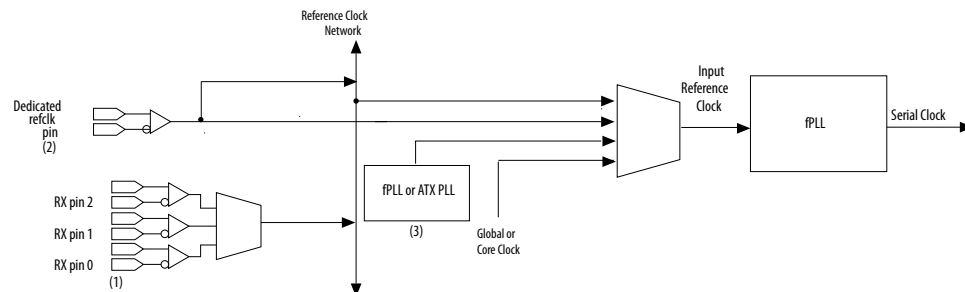 Reference Clock
Network
Dedicated
refclk
pin
(2)
Input
Reference
Clock
fPLL
Serial Clock
fPLL or ATX PLL
(3)
Global or
Core Clock
RX pin 2
RX pin 1
RX pin 0
(1)